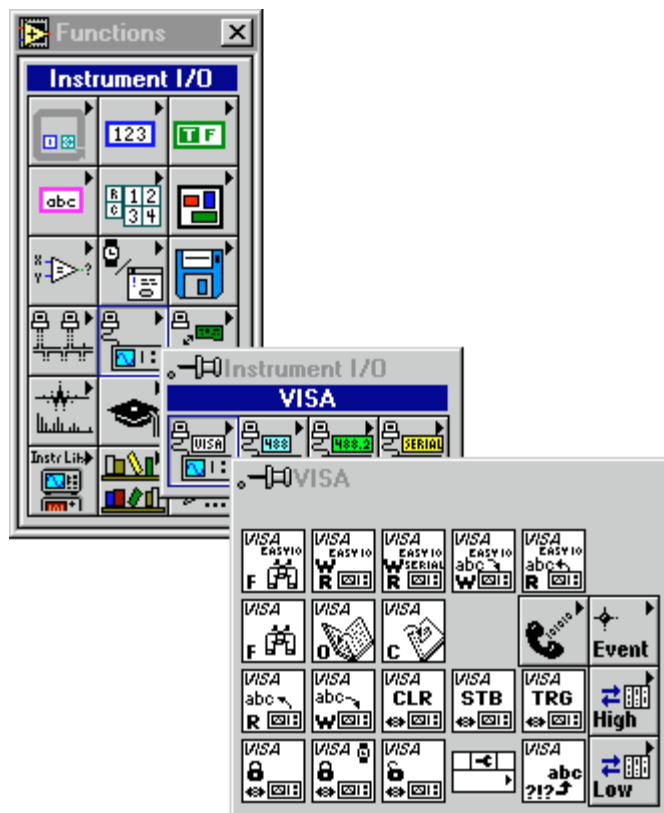 Functions
Instrument I/O
123
T F
abc
R 1 2
C 3 4
X
Y ?
Instrument I/O
VISA
Instr Lib
VISA 488 488.2 SERIAL
VISA
VISA VISA VISA VISA VISA
EASY IO EASY IO EASY IO EASY IO EASY IO
W W SERIAL abc abc
F R R W R
VISA VISA VISA
F O C Event
VISA VISA VISA VISA VISA
abc abc CLR STB TRG
R W High
VISA VISA VISA VISA
abc
?!? Low